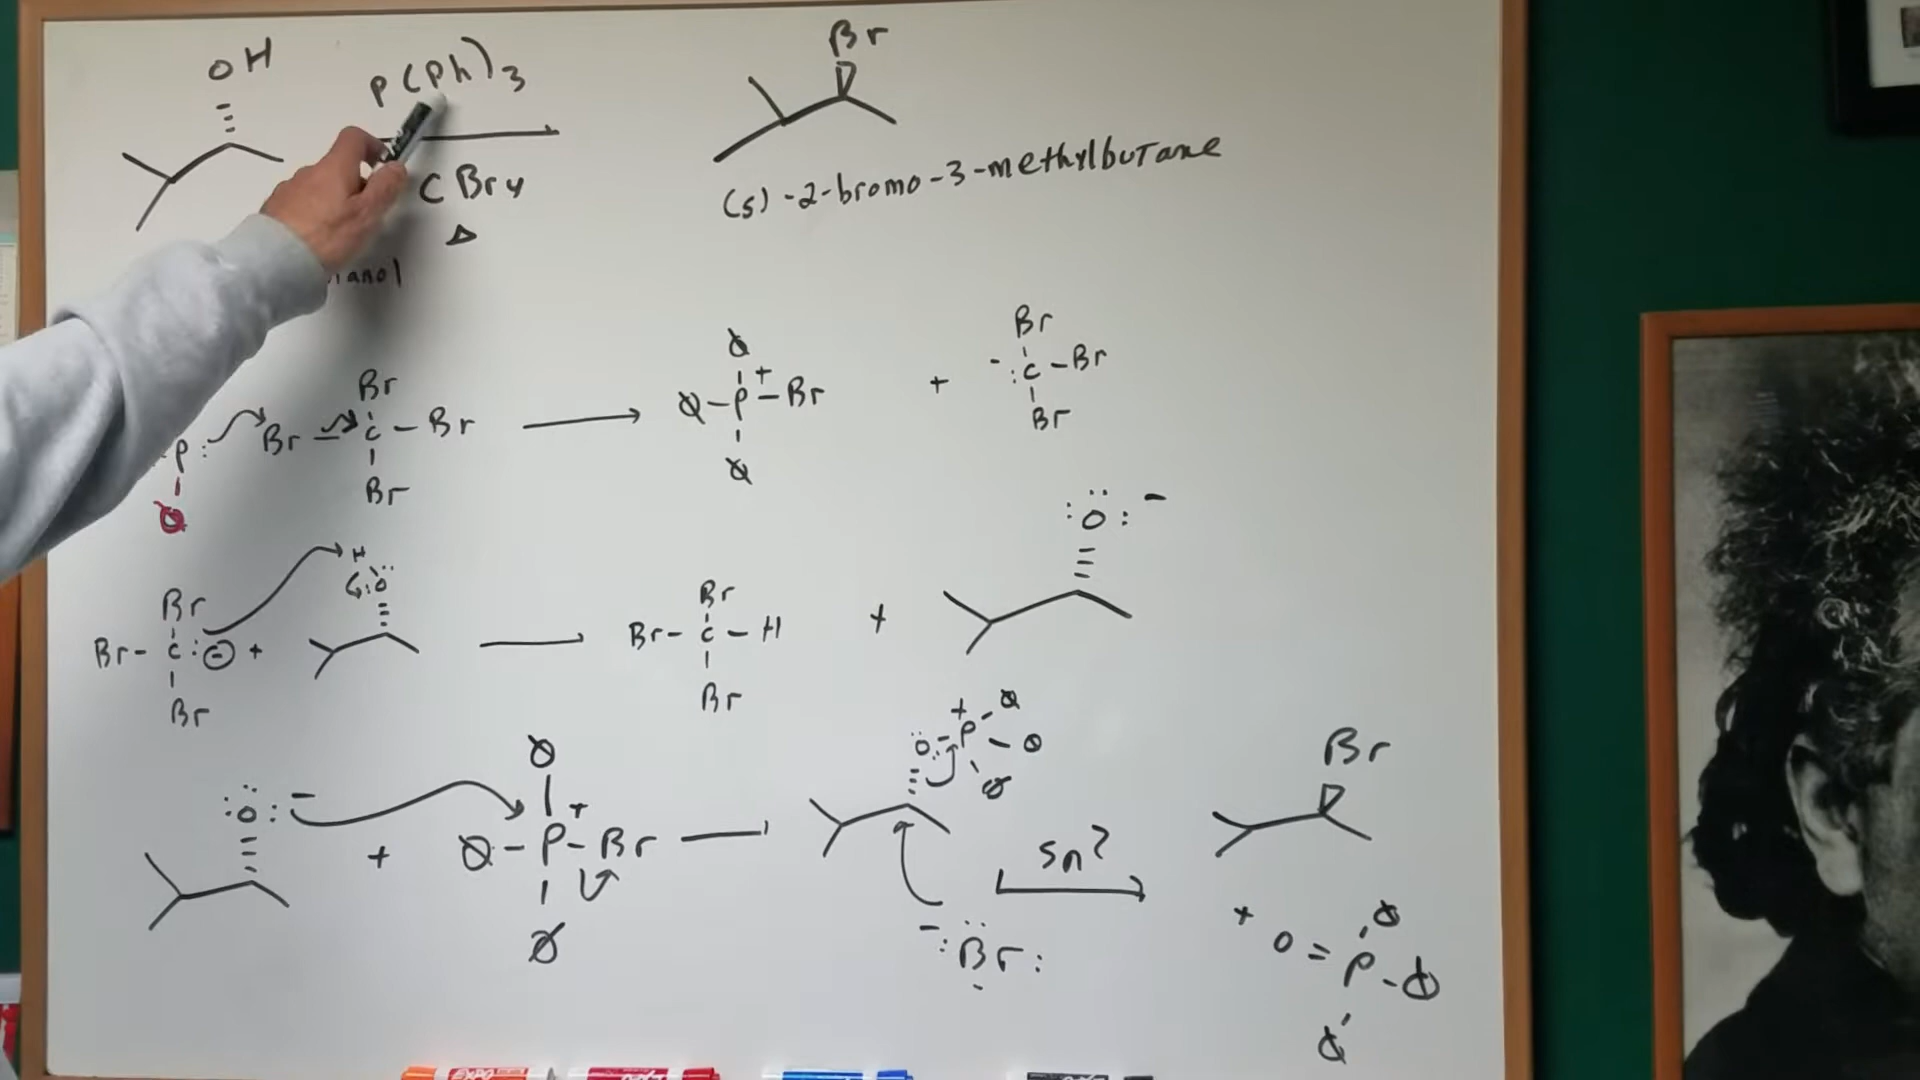 OH
P(Ph)3
CBr4
Δ
Br
(s)-2-bromo-3-methylbutane
anol
P:
Ø
Br
Br - C - Br
Br
Ø
Ø - P+ - Br
Ø
+
Br
- :C - Br
Br
Br
Br - C :⊖ +
Br
H
:O:
Br
Br - C - H
Br
+
:O: -
:O: -
+
Ø
Ø - P+ - Br
Ø
+ Ø
O - P - Ø
Ø
- :Br:
Sn2
Br
+ O = P - Ø
Ø
Ø
EXPO